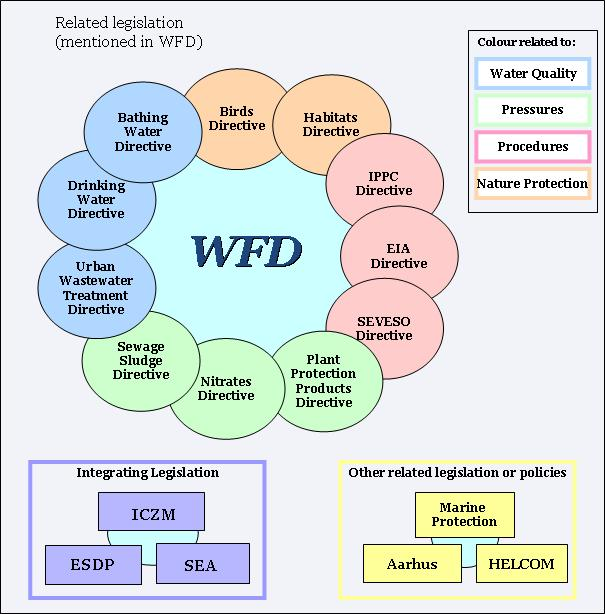 Related legislation
(mentioned in WFD)
Colour related to:
Water Quality
Pressures
Procedures
Nature Protection
Birds
Directive
Habitats
Directive
IPPC
Directive
EIA
Directive
SEVESO
Directive
Plant
Protection
Products
Directive
Nitrates
Directive
Sewage
Sludge
Directive
Urban
Wastewater
Treatment
Directive
Drinking
Water
Directive
Bathing
Water
Directive
WFD
Integrating Legislation
ICZM
ESDP
SEA
Other related legislation or policies
Marine
Protection
Aarhus
HELCOM